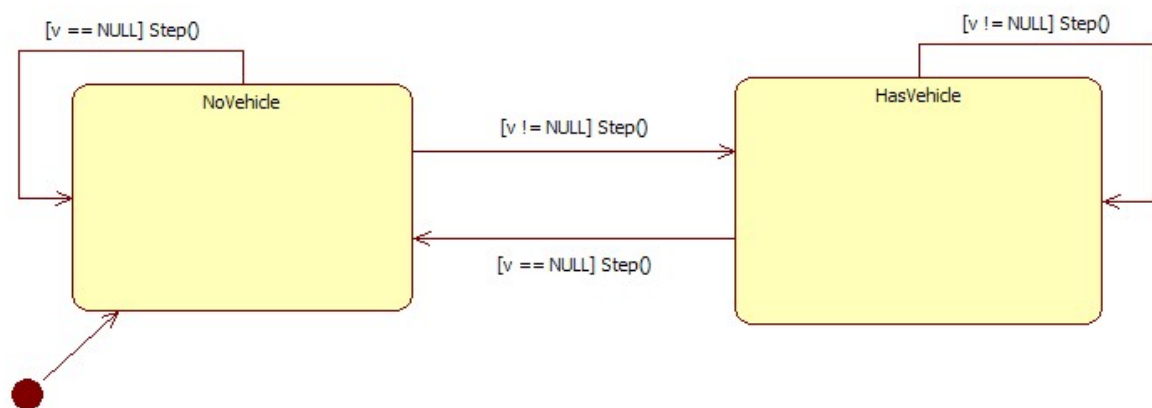 [v == NULL] Step()
[v != NULL] Step()
NoVehicle
HasVehicle
[v != NULL] Step()
[v == NULL] Step()